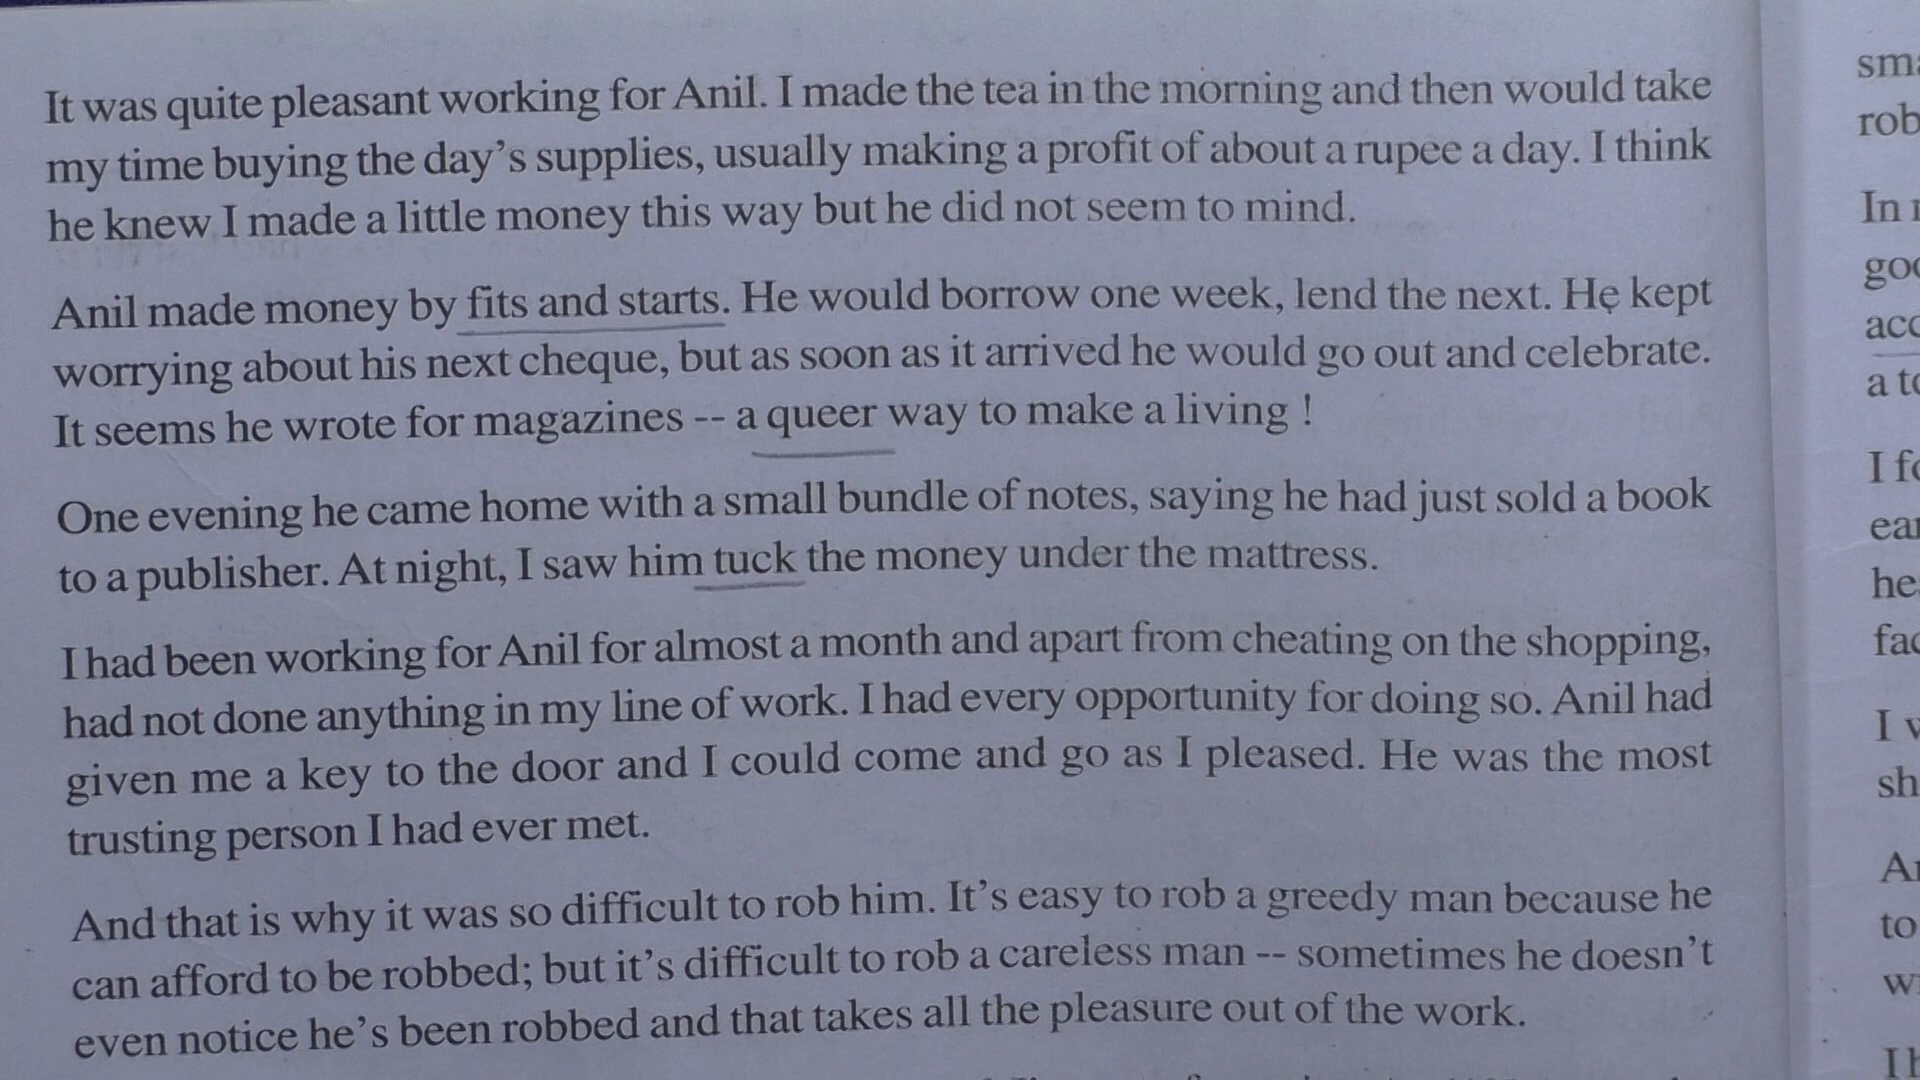 It was quite pleasant working for Anil. I made the tea in the morning and then would take
my time buying the day's supplies, usually making a profit of about a rupee a day. I think
he knew I made a little money this way but he did not seem to mind.
Anil made money by fits and starts. He would borrow one week, lend the next. He kept
worrying about his next cheque, but as soon as it arrived he would go out and celebrate.
It seems he wrote for magazines -- a queer way to make a living !
One evening he came home with a small bundle of notes, saying he had just sold a book
to a publisher. At night, I saw him tuck the money under the mattress.
I had been working for Anil for almost a month and apart from cheating on the shopping,
had not done anything in my line of work. I had every opportunity for doing so. Anil had
given me a key to the door and I could come and go as I pleased. He was the most
trusting person I had ever met.
And that is why it was so difficult to rob him. It's easy to rob a greedy man because he
can afford to be robbed; but it's difficult to rob a careless man -- sometimes he doesn't
even notice he's been robbed and that takes all the pleasure out of the work.